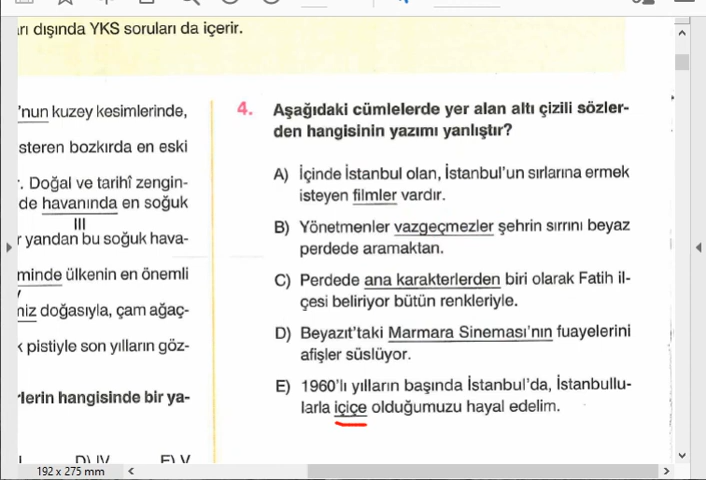 rı dışında YKS soruları da içerir.
'nun kuzey kesimlerinde,
steren bozkırda en eski
. Doğal ve tarihî zengin-
de havanında en soğuk
III
r yandan bu soğuk hava-
minde ülkenin en önemli
niz doğasıyla, çam ağaç-
k pistiyle son yılların göz-
lerin hangisinde bir ya-
D) IV E) V
4. Aşağıdaki cümlelerde yer alan altı çizili sözler-
den hangisinin yazımı yanlıştır?
A) İçinde İstanbul olan, İstanbul'un sırlarına ermek
isteyen filmler vardır.
B) Yönetmenler vazgeçmezler şehrin sırrını beyaz
perdede aramaktan.
C) Perdede ana karakterlerden biri olarak Fatih il-
çesi beliriyor bütün renkleriyle.
D) Beyazıt'taki Marmara Sineması'nın fuayelerini
afişler süslüyor.
E) 1960'lı yılların başında İstanbul'da, İstanbullu-
larla içiçe olduğumuzu hayal edelim.
192 x 275 mm